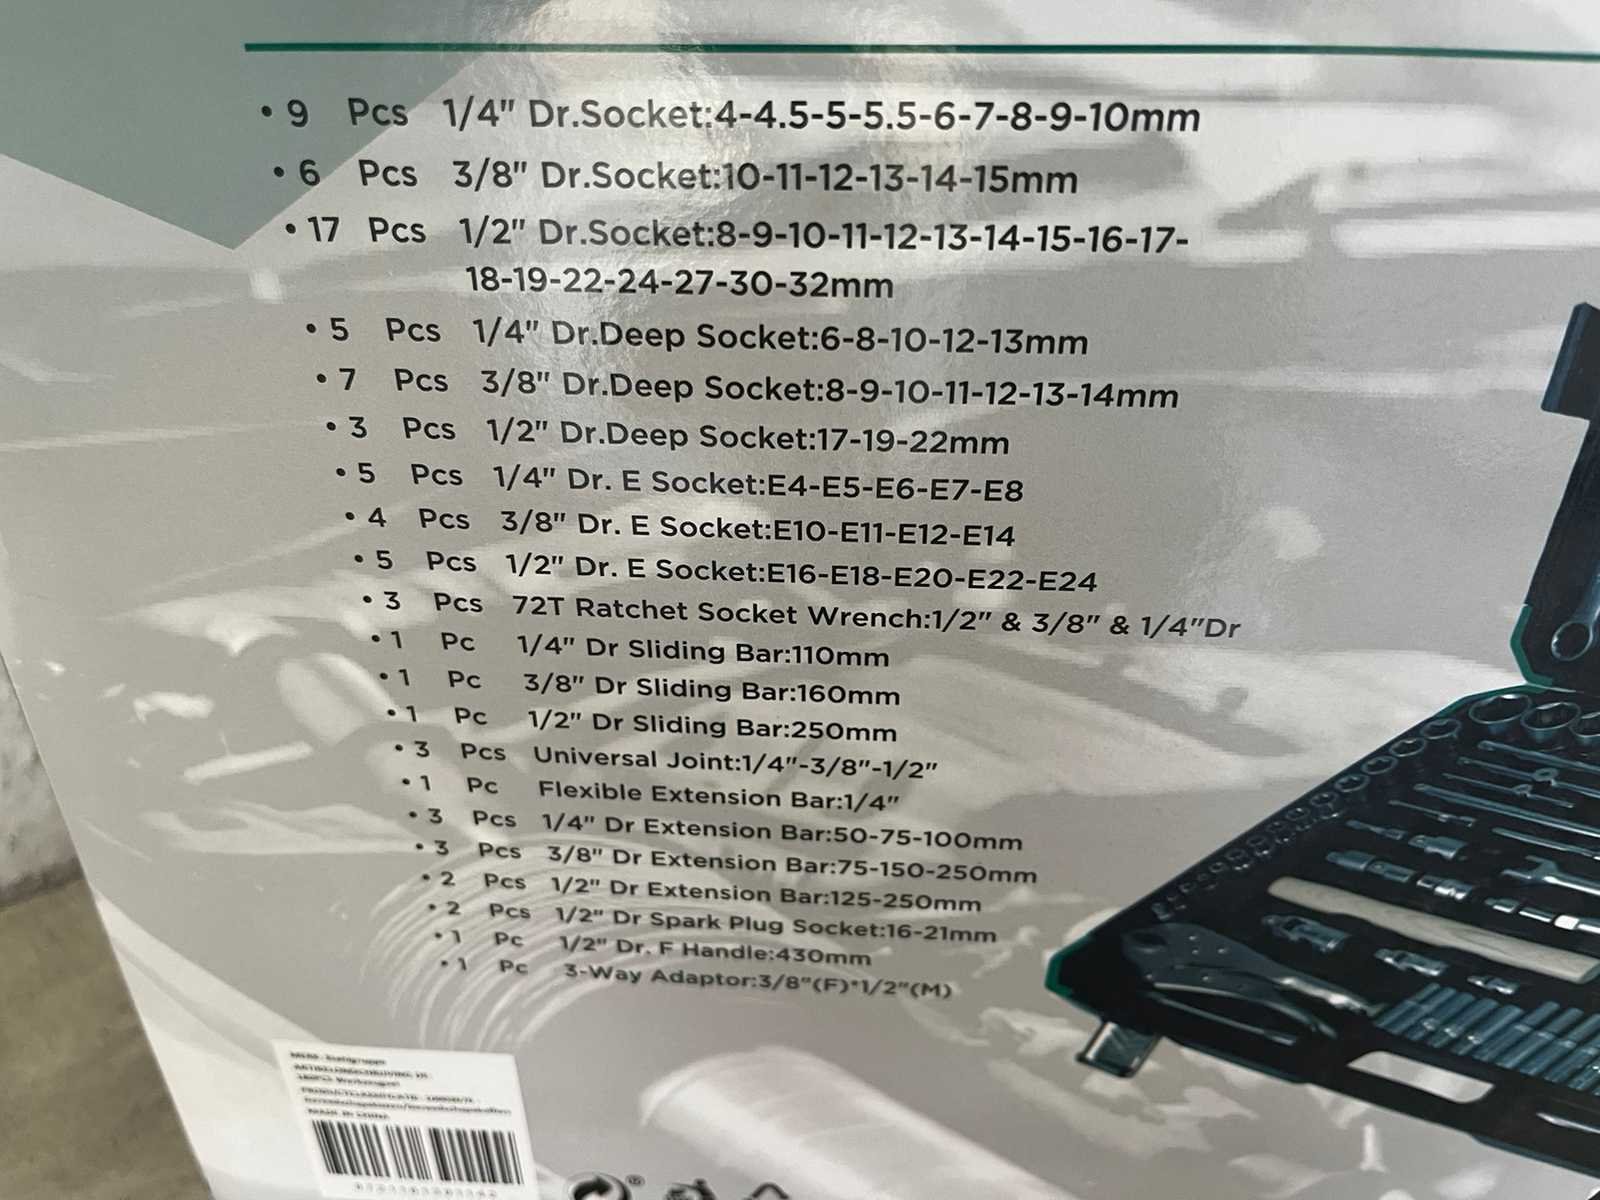 • 9 Pcs 1/4" Dr.Socket:4-4.5-5-5.5-6-7-8-9-10mm
• 6 Pcs 3/8" Dr.Socket:10-11-12-13-14-15mm
• 17 Pcs 1/2" Dr.Socket:8-9-10-11-12-13-14-15-16-17-
18-19-22-24-27-30-32mm
• 5 Pcs 1/4" Dr.Deep Socket:6-8-10-12-13mm
• 7 Pcs 3/8" Dr.Deep Socket:8-9-10-11-12-13-14mm
• 3 Pcs 1/2" Dr.Deep Socket:17-19-22mm
• 5 Pcs 1/4" Dr. E Socket:E4-E5-E6-E7-E8
• 4 Pcs 3/8" Dr. E Socket:E10-E11-E12-E14
• 5 Pcs 1/2" Dr. E Socket:E16-E18-E20-E22-E24
• 3 Pcs 72T Ratchet Socket Wrench:1/2" & 3/8" & 1/4"Dr
• 1 Pc 1/4" Dr Sliding Bar:110mm
• 1 Pc 3/8" Dr Sliding Bar:160mm
• 1 Pc 1/2" Dr Sliding Bar:250mm
• 3 Pcs Universal Joint:1/4"-3/8"-1/2"
• 1 Pc Flexible Extension Bar:1/4"
• 3 Pcs 1/4" Dr Extension Bar:50-75-100mm
• 3 Pcs 3/8" Dr Extension Bar:75-150-250mm
• 2 Pcs 1/2" Dr Extension Bar:125-250mm
• 2 Pcs 1/2" Dr Spark Plug Socket:16-21mm
• 1 Pc 1/2" Dr. F Handle:430mm
• 1 Pc 3-Way Adaptor:3/8"(F)*1/2"(M)
MADE IN CHINA